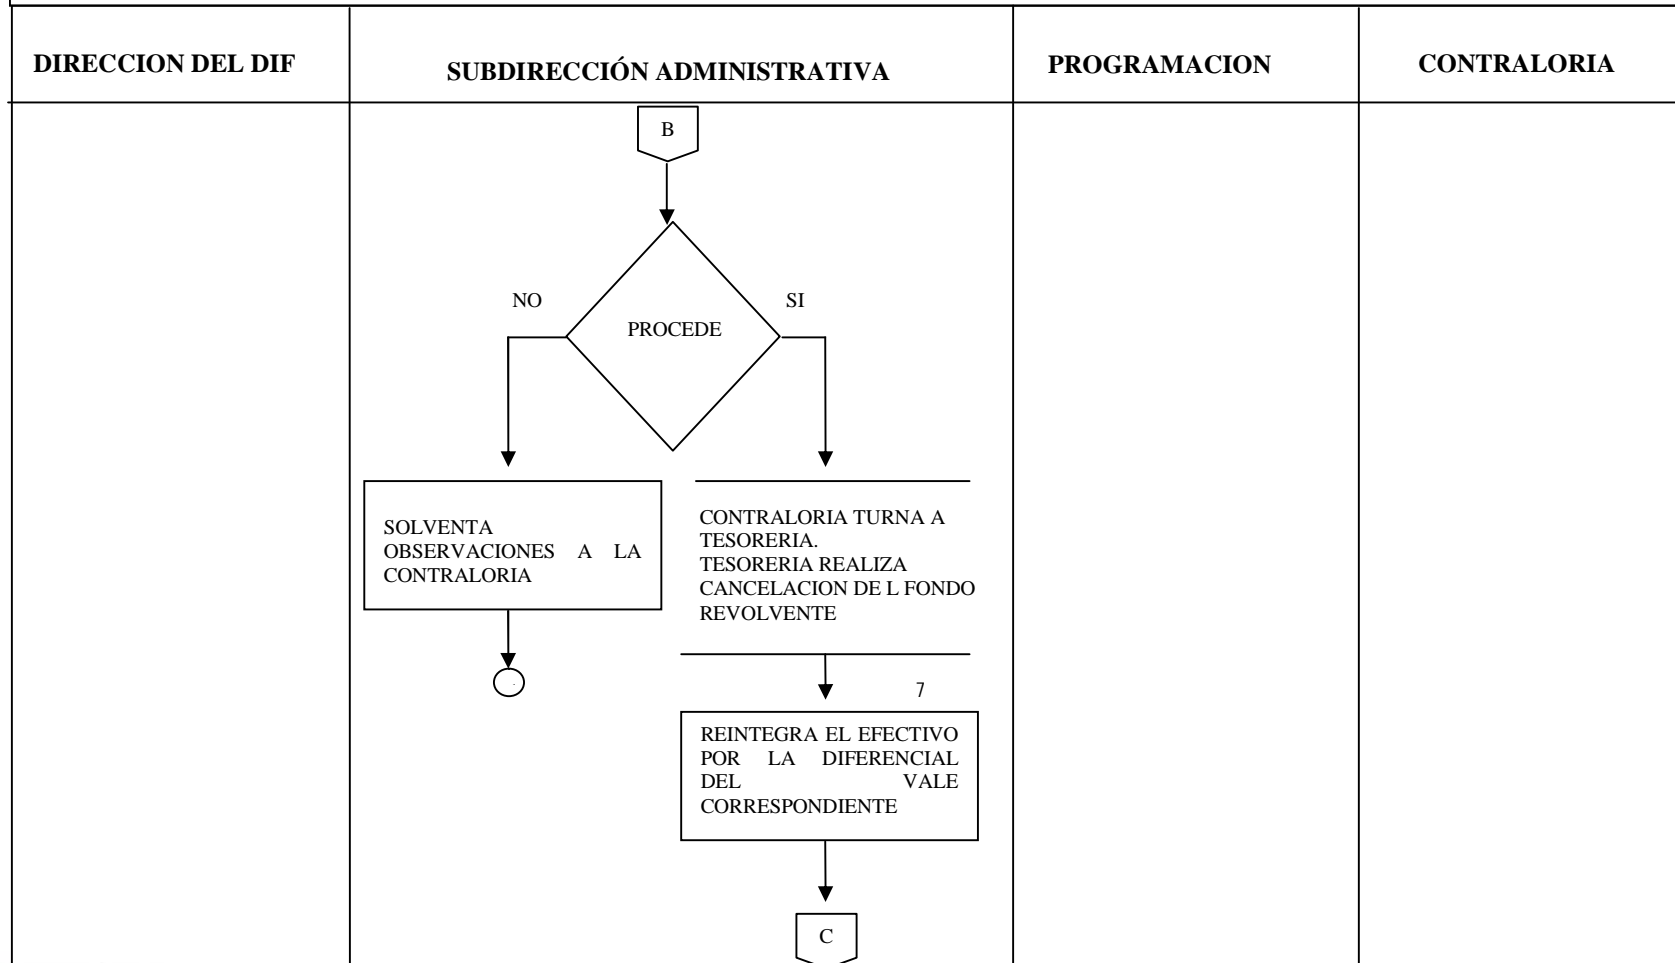 DIRECCION DEL DIF
SUBDIRECCIÓN ADMINISTRATIVA
PROGRAMACION
CONTRALORIA
B
NO
SI
PROCEDE
SOLVENTA
OBSERVACIONES A LA
CONTRALORIA
CONTRALORIA TURNA A
TESORERIA.
TESORERIA REALIZA
CANCELACION DE L FONDO
REVOLVENTE
7
REINTEGRA EL EFECTIVO
POR LA DIFERENCIAL
DEL VALE
CORRESPONDIENTE
C